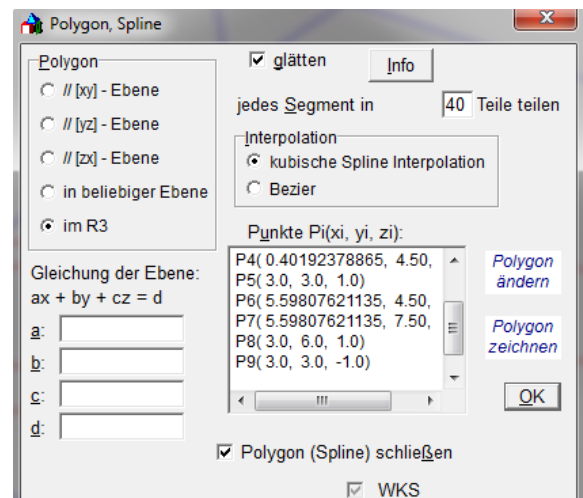 Polygon, Spline
Polygon
// [xy] - Ebene
// [yz] - Ebene
// [zx] - Ebene
in beliebiger Ebene
im R3
Gleichung der Ebene:
ax + by + cz = d
a:
b:
c:
d:
glätten
Info
jedes Segment in 40 Teile teilen
Interpolation
kubische Spline Interpolation
Bezier
Punkte Pi(xi, yi, zi):
P4( 0.40192378865, 4.50,
P5( 3.0, 3.0, 1.0)
P6( 5.59807621135, 4.50,
P7( 5.59807621135, 7.50,
P8( 3.0, 6.0, 1.0)
P9( 3.0, 3.0, -1.0)
Polygon
ändern
Polygon
zeichnen
OK
Polygon (Spline) schließen
WKS